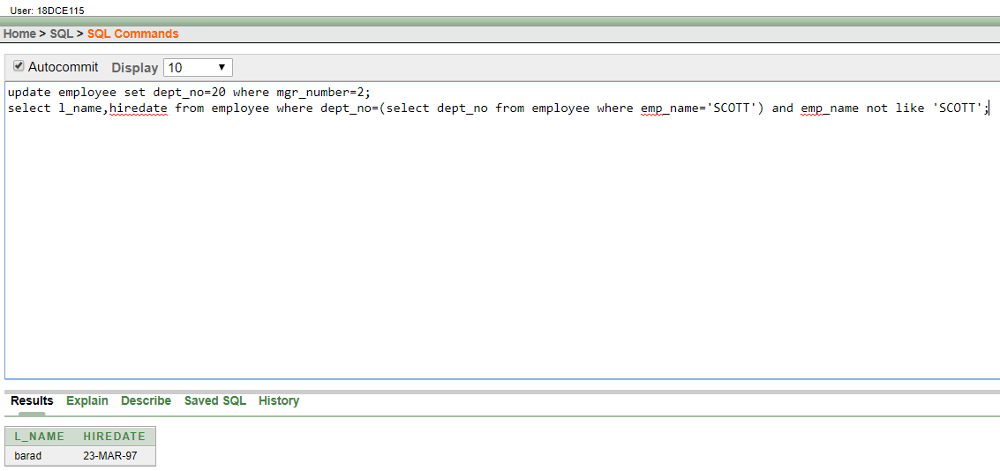 User: 18DCE115
Home > SQL > SQL Commands
Autocommit Display 10
update employee set dept_no=20 where mgr_number=2;
select l_name,hiredate from employee where dept_no=(select dept_no from employee where emp_name='SCOTT') and emp_name not like 'SCOTT';
Results Explain Describe Saved SQL History
L_NAME HIREDATE
barad 23-MAR-97